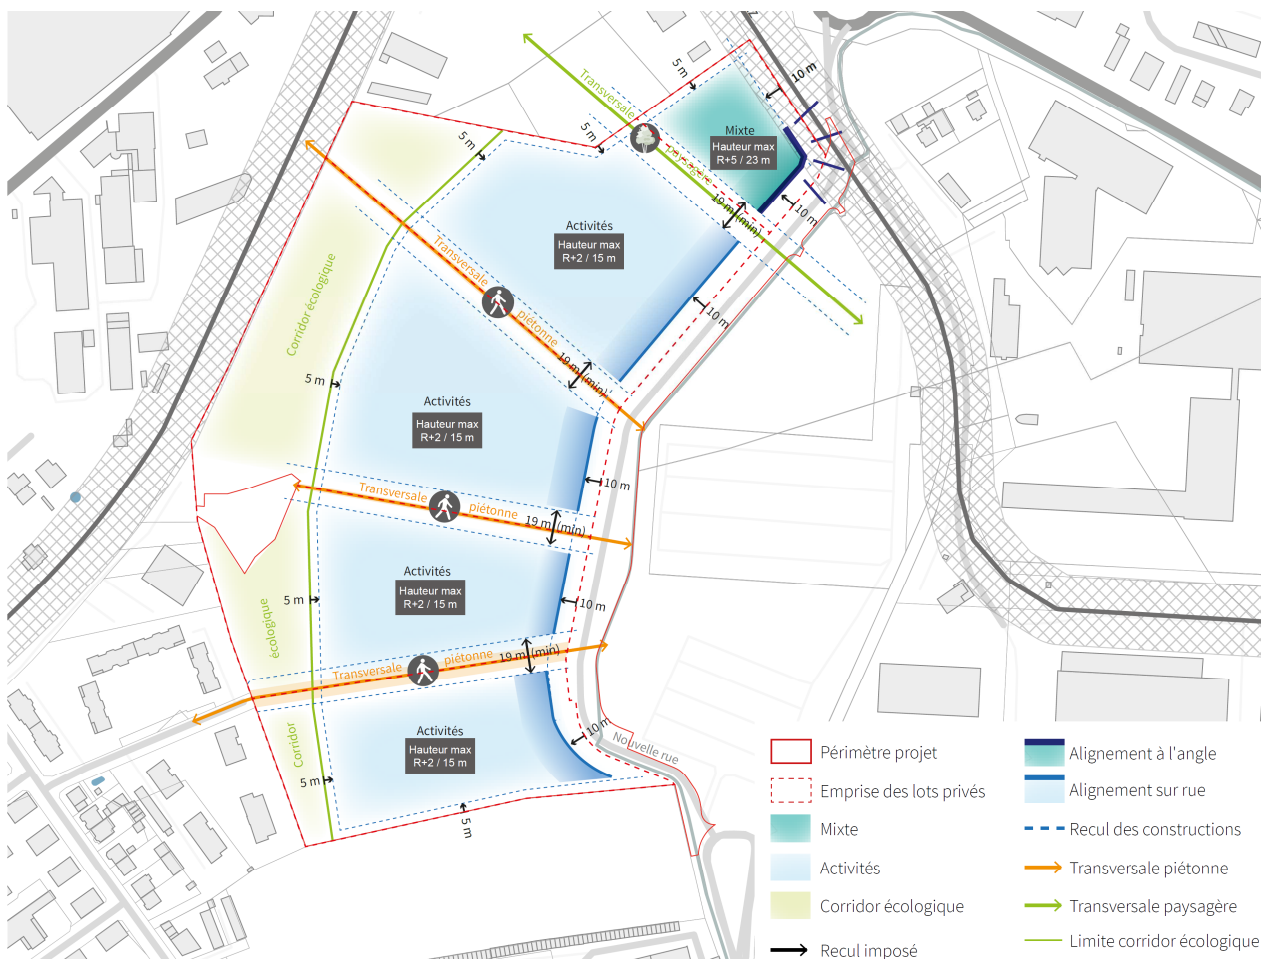 Transversale
paysagère
5 m
10 m
5 m
5 m
Mixte
Hauteur max
R+5 / 23 m
19 m (min)
10 m
Activités
Hauteur max
R+2 / 15 m
Transversale
piétonne
10 m
Corridor écologique
19 m (min)
5 m
Activités
Hauteur max
R+2 / 15 m
10 m
Transversale
piétonne
19 m (min)
Activités
Hauteur max
R+2 / 15 m
5 m
10 m
écologique
Transversale
piétonne
19 m (min)
Corridor
Activités
Hauteur max
R+2 / 15 m
10 m
Nouvelle rue
5 m
5 m
Périmètre projet
Emprise des lots privés
Mixte
Activités
Corridor écologique
Recul imposé
Alignement à l'angle
Alignement sur rue
Recul des constructions
Transversale piétonne
Transversale paysagère
Limite corridor écologique